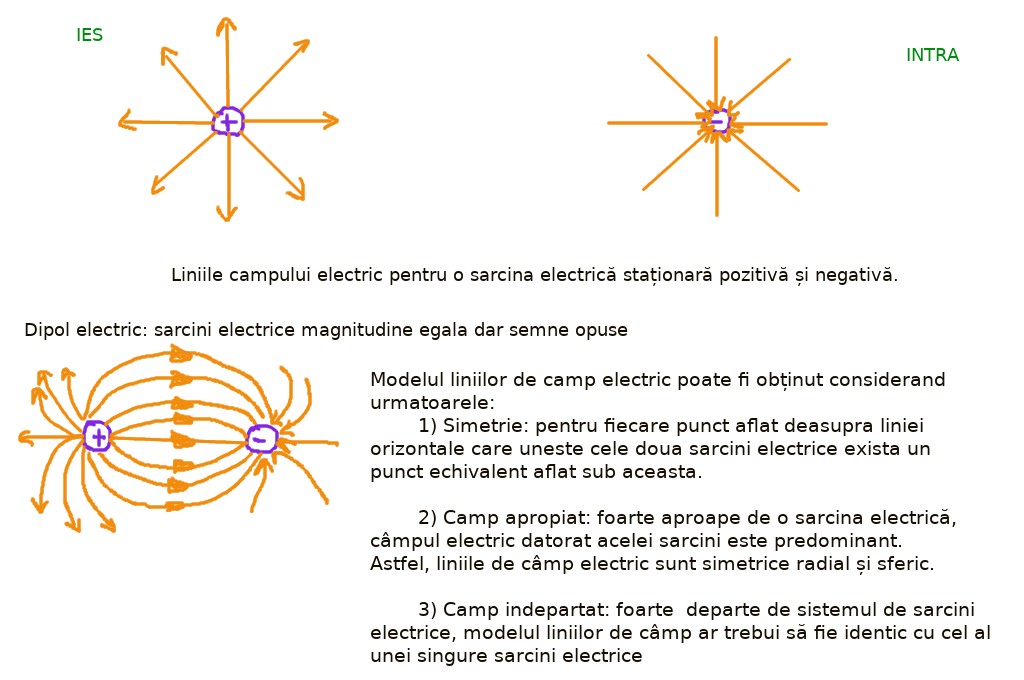 IES
INTRA
+
−
Liniile campului electric pentru o sarcina electrică staționară pozitivă și negativă.
Dipol electric: sarcini electrice magnitudine egala dar semne opuse
+
-
Modelul liniilor de camp electric poate fi obținut considerand
urmatoarele:
1) Simetrie: pentru fiecare punct aflat deasupra liniei
orizontale care uneste cele doua sarcini electrice exista un
punct echivalent aflat sub aceasta.
2) Camp apropiat: foarte aproape de o sarcina electrică,
câmpul electric datorat acelei sarcini este predominant.
Astfel, liniile de câmp electric sunt simetrice radial și sferic.
3) Camp indepartat: foarte  departe de sistemul de sarcini
electrice, modelul liniilor de câmp ar trebui să fie identic cu cel al
unei singure sarcini electrice